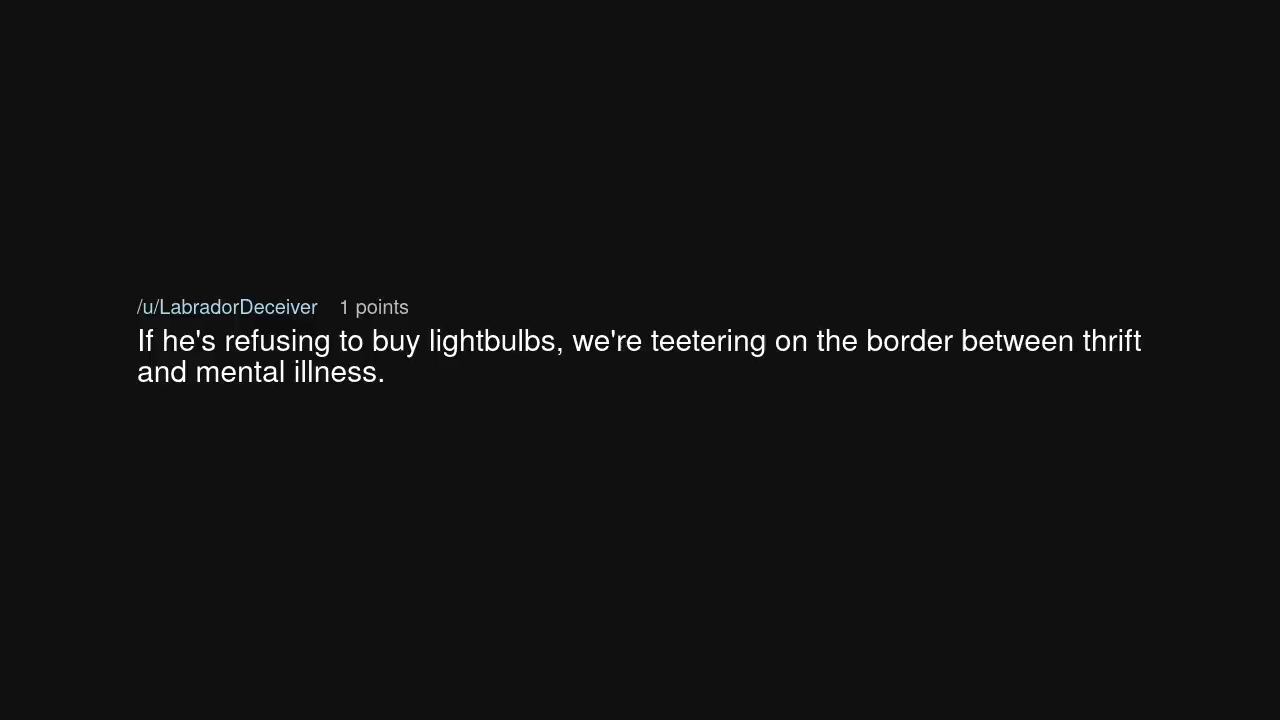 /u/LabradorDeceiver 1 points
If he's refusing to buy lightbulbs, we're teetering on the border between thrift
and mental illness.